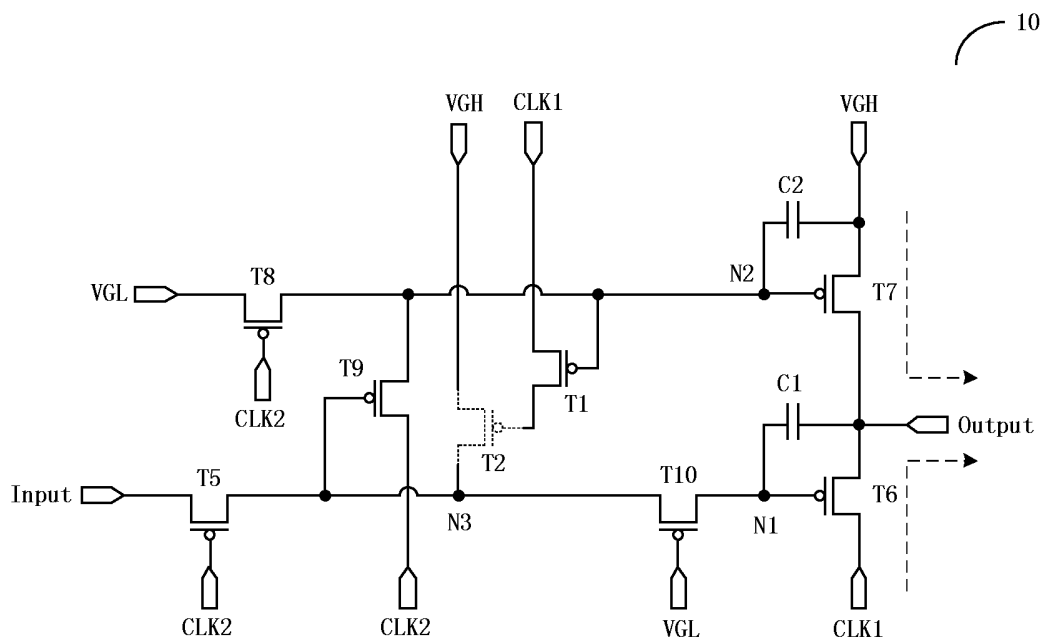 10
VGH
CLK1
VGH
C2
N2
T8
VGL
T7
T9
T1
C1
CLK2
Output
T2
T5
T10
T6
Input
N3
N1
CLK2
CLK2
VGL
CLK1